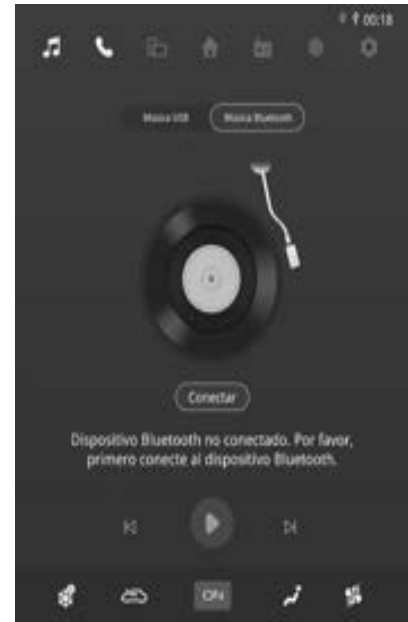 00:18
Música USB
Música Bluetooth
Conectar
Dispositivo Bluetooth no conectado. Por favor,
primero conecte al dispositivo Bluetooth.
ON